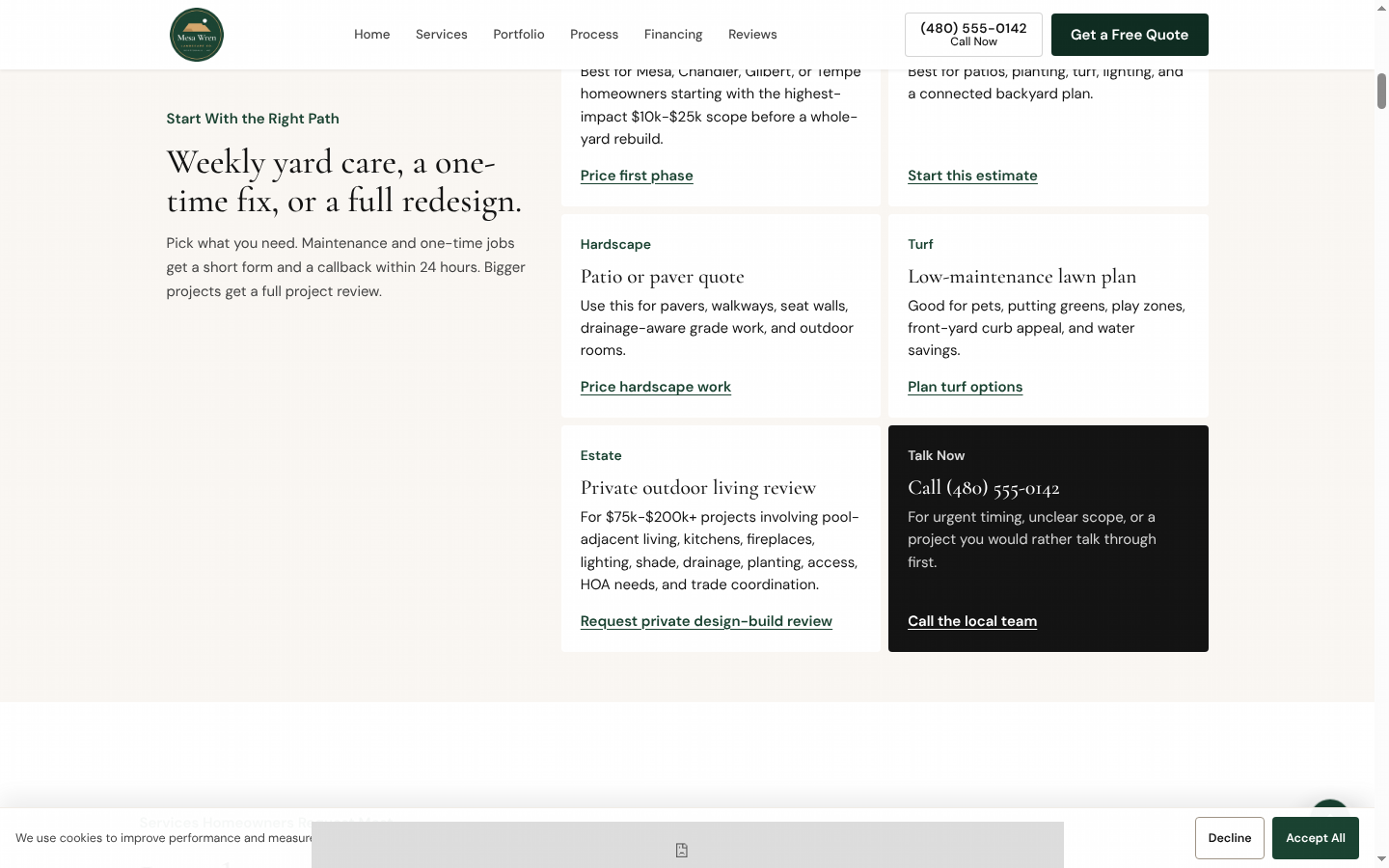 Mesa Wren
Home
Services
Portfolio
Process
Financing
Reviews
(480) 555-0142
Call Now
Get a Free Quote
Start With the Right Path
Weekly yard care, a one-
time fix, or a full redesign.
Pick what you need. Maintenance and one-time jobs
get a short form and a callback within 24 hours. Bigger
projects get a full project review.
Best for Mesa, Chandler, Gilbert, or Tempe
homeowners starting with the highest-
impact $10k-$25k scope before a whole-
yard rebuild.
Price first phase
Best for patios, planting, turf, lighting, and
a connected backyard plan.
Start this estimate
Hardscape
Patio or paver quote
Use this for pavers, walkways, seat walls,
drainage-aware grade work, and outdoor
rooms.
Price hardscape work
Turf
Low-maintenance lawn plan
Good for pets, putting greens, play zones,
front-yard curb appeal, and water
savings.
Plan turf options
Estate
Private outdoor living review
For $75k-$200k+ projects involving pool-
adjacent living, kitchens, fireplaces,
lighting, shade, drainage, planting, access,
HOA needs, and trade coordination.
Request private design-build review
Talk Now
Call (480) 555-0142
For urgent timing, unclear scope, or a
project you would rather talk through
first.
Call the local team
Services Homeowners
We use cookies to improve performance and measure
Decline
Accept All